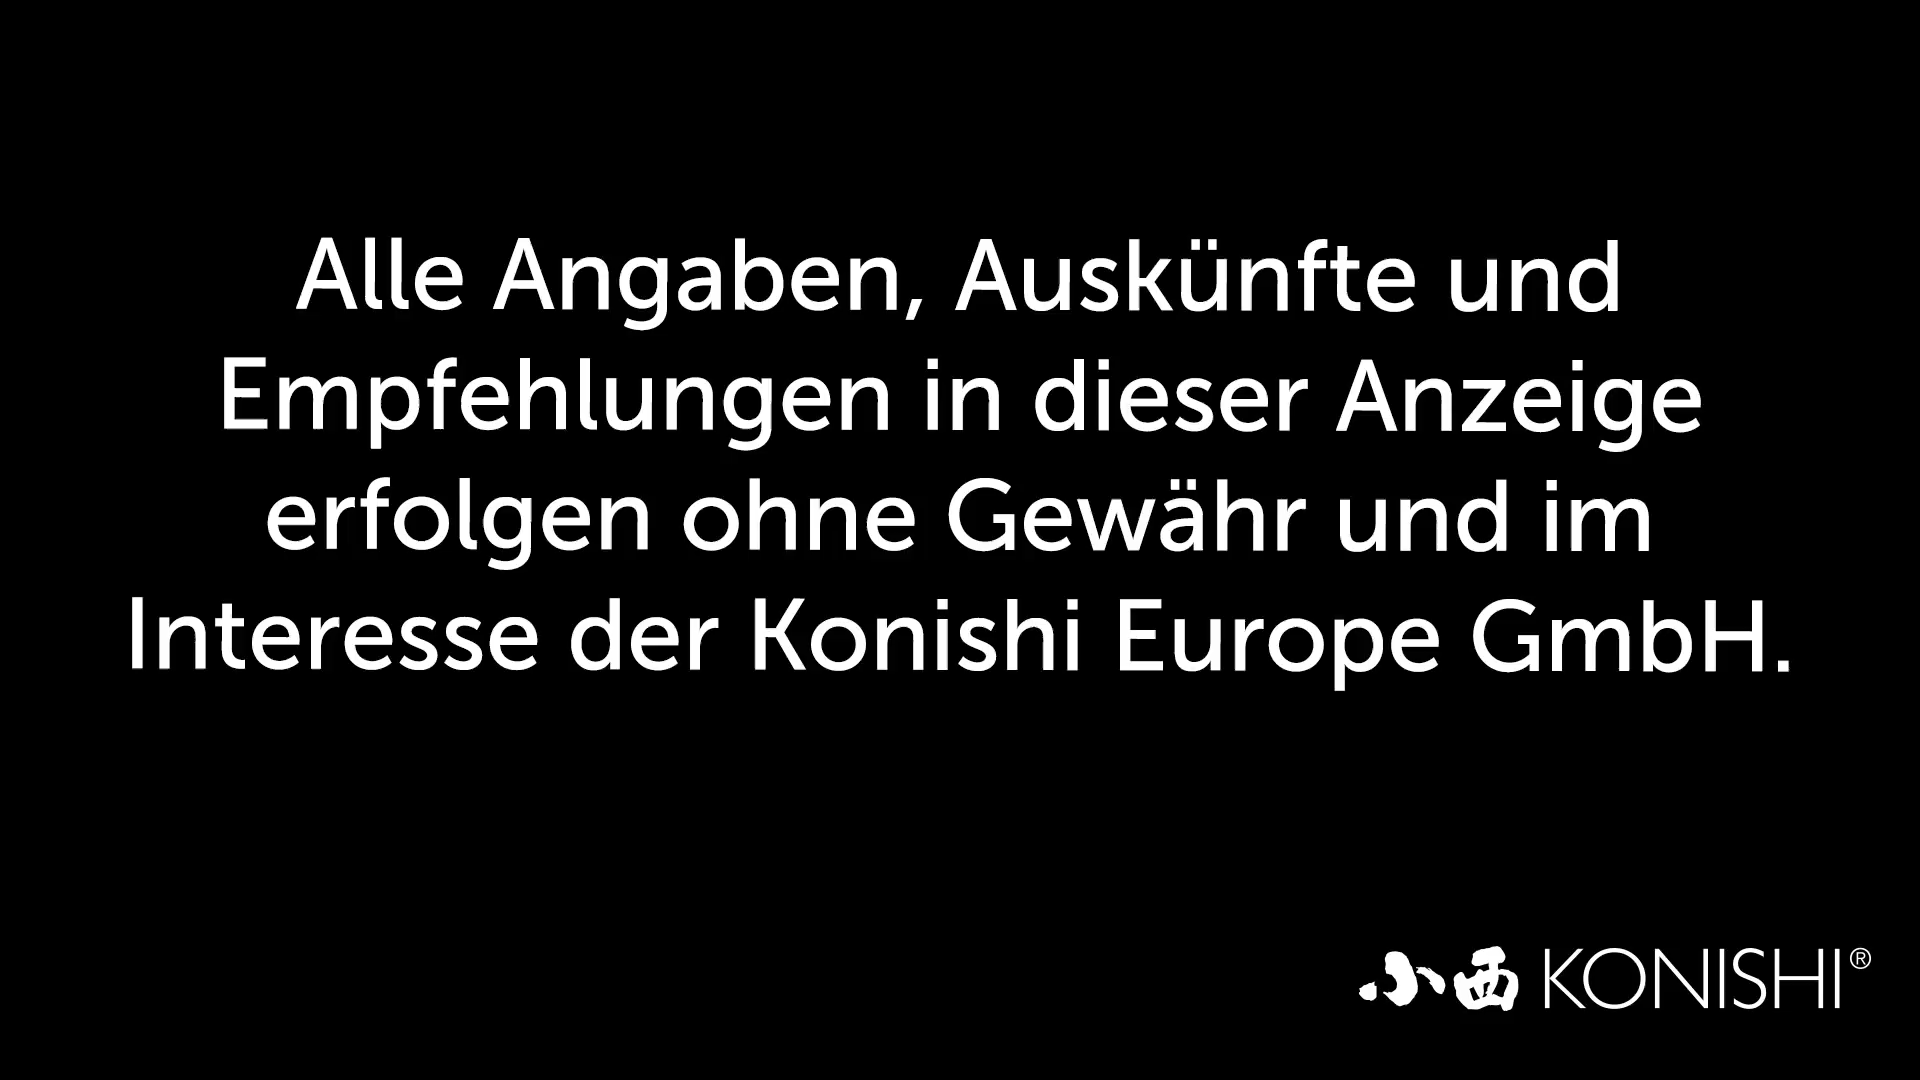 Alle Angaben, Auskünfte und
Empfehlungen in dieser Anzeige
erfolgen ohne Gewähr und im
Interesse der Konishi Europe GmbH.
小西 KONISHI®